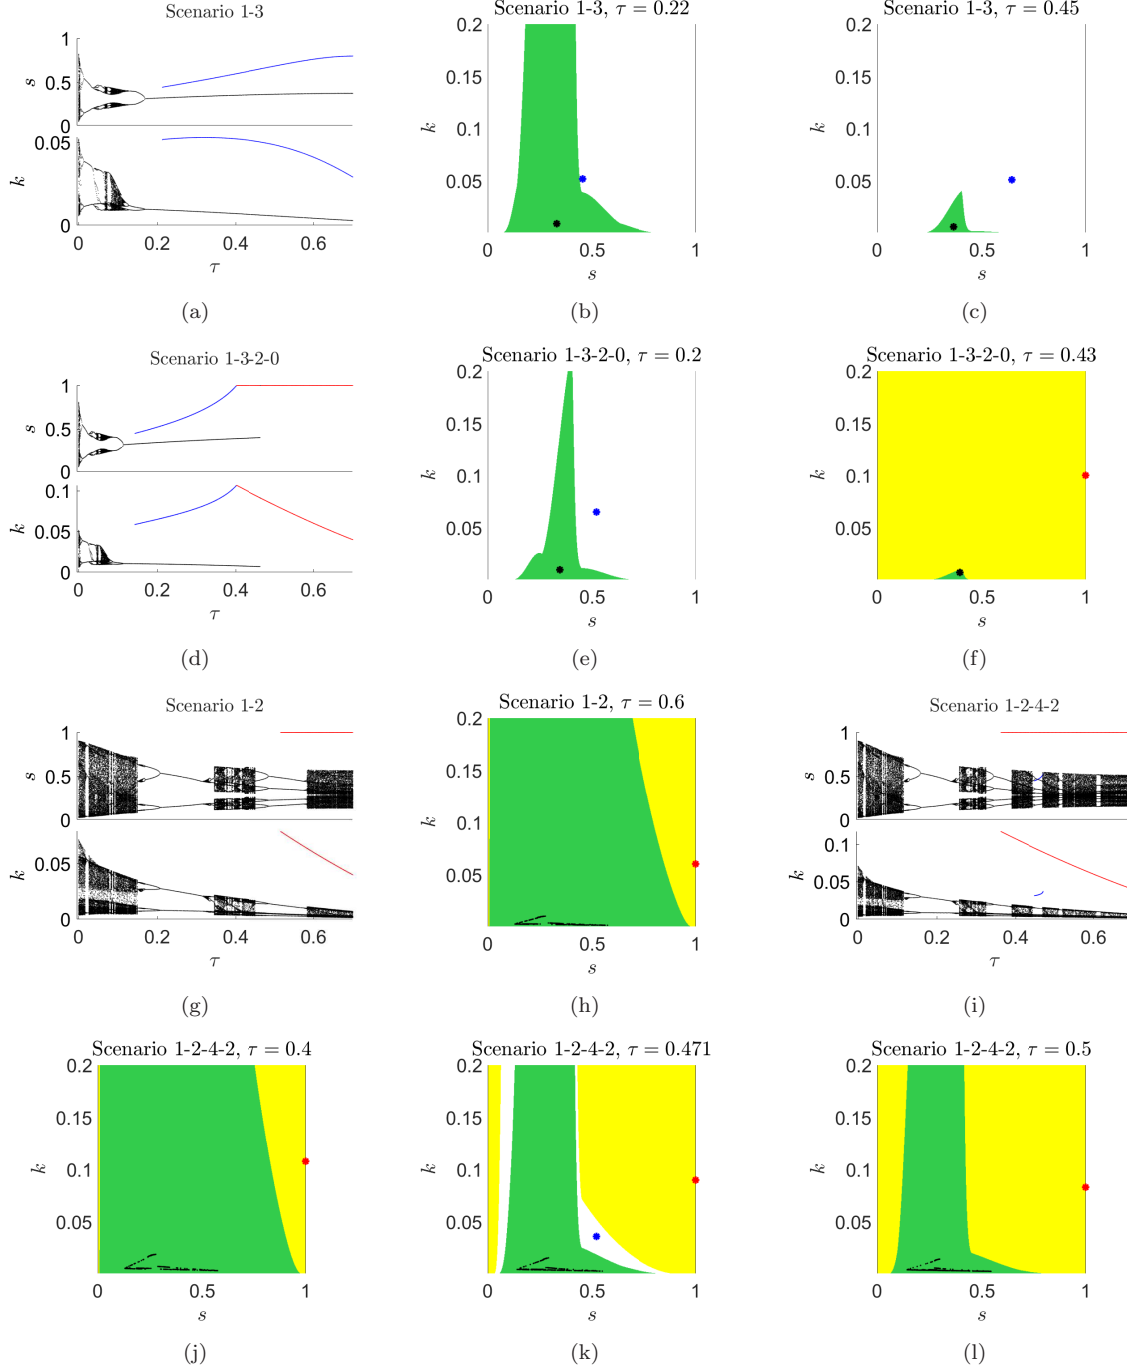 Scenario 1-3
1
s
0.5
0
0.05
k
0
0
0.2
0.4
0.6
τ
(a)
Scenario 1-3, τ = 0.22
0.2
0.15
k
0.1
0.05
0
0.5
1
s
(b)
Scenario 1-3, τ = 0.45
0.2
0.15
k
0.1
0.05
0
0.5
1
s
(c)
Scenario 1-3-2-0
1
s
0.5
0
0.1
k
0.05
0
0
0.2
0.4
0.6
τ
(d)
Scenario 1-3-2-0, τ = 0.2
0.2
0.15
k
0.1
0.05
0
0.5
1
s
(e)
Scenario 1-3-2-0, τ = 0.43
0.2
0.15
k
0.1
0.05
0
0.5
1
s
(f)
Scenario 1-2
1
s
0.5
0
k
0.05
0
0
0.2
0.4
0.6
τ
(g)
Scenario 1-2, τ = 0.6
0.2
0.15
k
0.1
0.05
0
0.5
1
s
(h)
Scenario 1-2-4-2
1
s
0.5
0
0.1
k
0.05
0
0.2
0.4
0.6
τ
(i)
Scenario 1-2-4-2, τ = 0.4
0.2
0.15
k
0.1
0.05
0
0.5
1
s
(j)
Scenario 1-2-4-2, τ = 0.471
0.2
0.15
k
0.1
0.05
0
0.5
1
s
(k)
Scenario 1-2-4-2, τ = 0.5
0.2
0.15
k
0.1
0.05
0
0.5
1
s
(l)